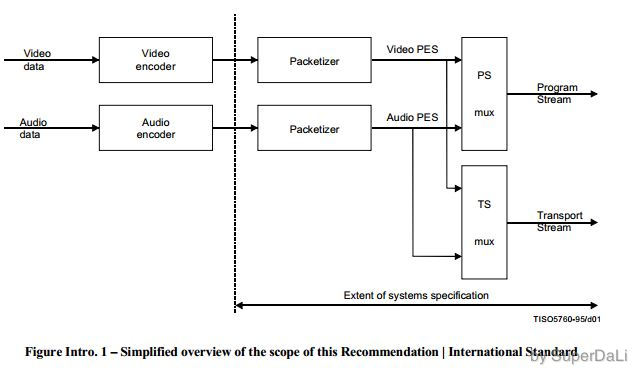 Video
data
Video
encoder
Packetizer
Video PES
PS
mux
Program
Stream
Audio
data
Audio
encoder
Packetizer
Audio PES
TS
mux
Transport
Stream
Extent of systems specification
TISO5760-95/d01
Figure Intro. 1 – Simplified overview of the scope of this Recommendation | International Standard
by SuperDaLi